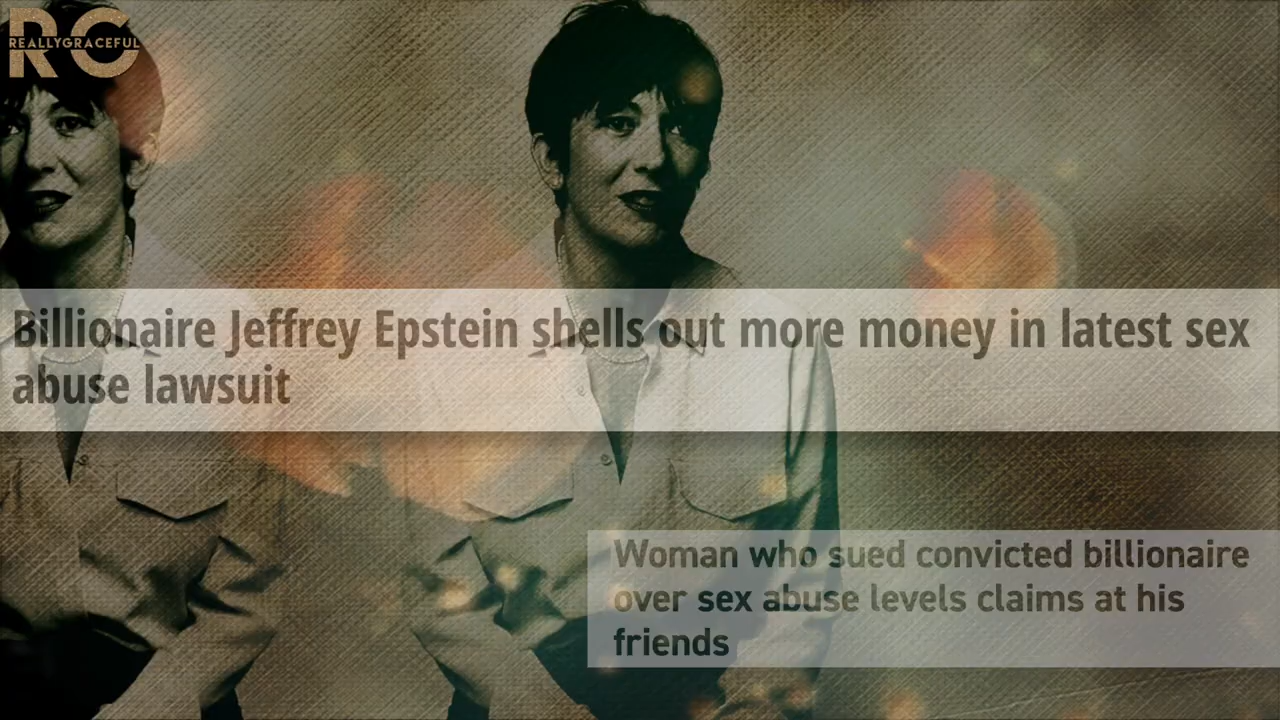 RG
REALLYGRACEFUL
Billionaire Jeffrey Epstein shells out more money in latest sex
abuse lawsuit
Woman who sued convicted billionaire
over sex abuse levels claims at his
friends